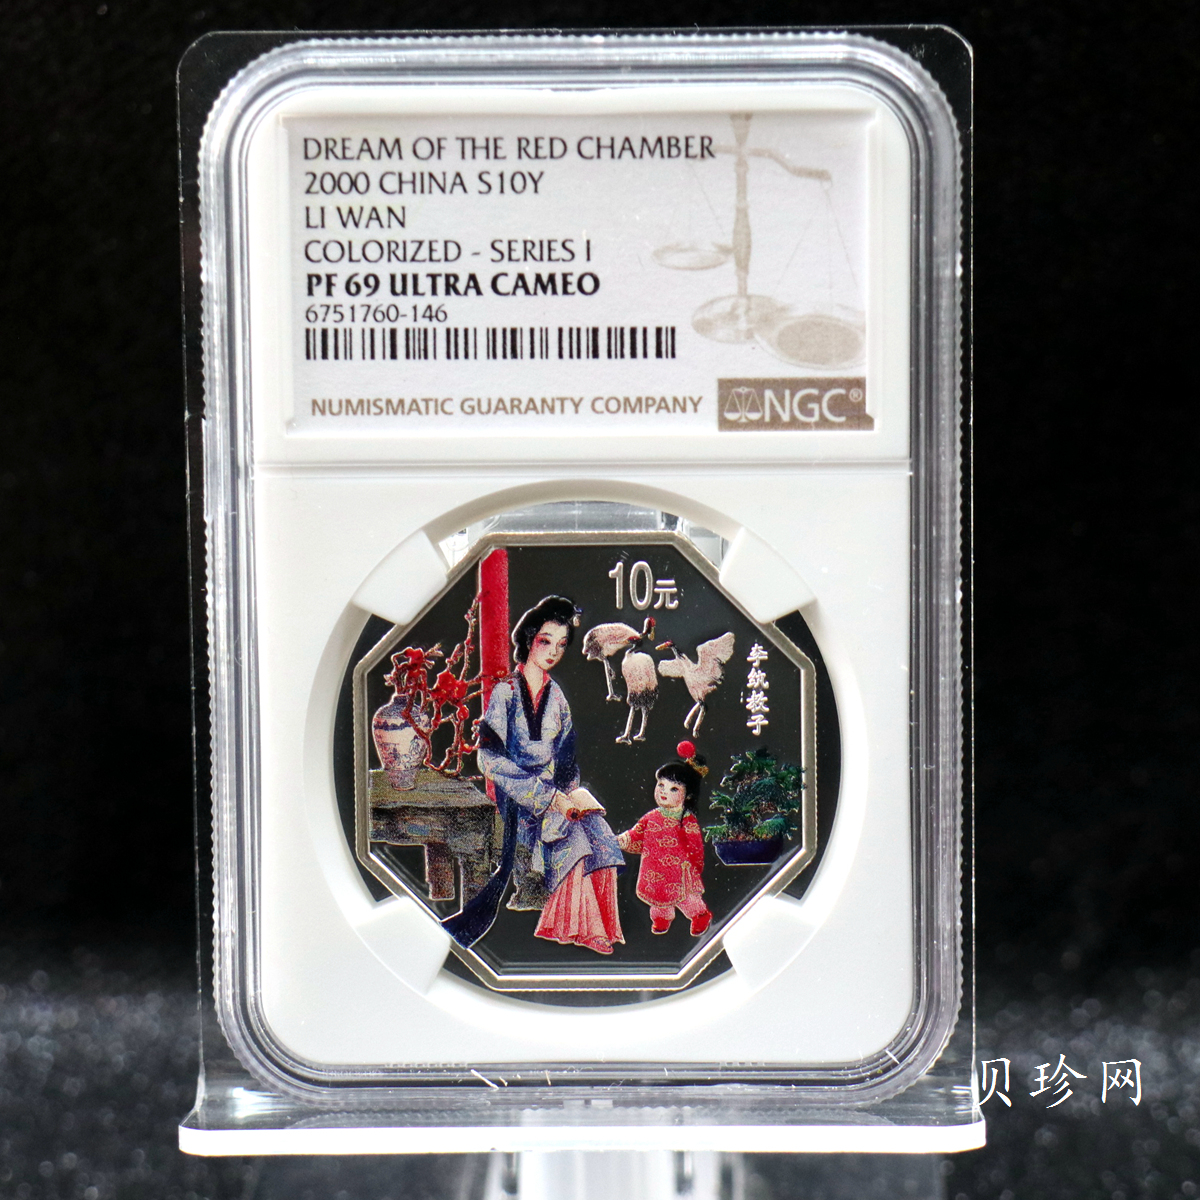 DREAM OF THE RED CHAMBER
2000 CHINA S10Y
LI WAN
COLORIZED - SERIES I
PF 69 ULTRA CAMEO
6751760-146
NUMISMATIC GUARANTY COMPANY
NGC®
10元
李纨教子
贝珍网